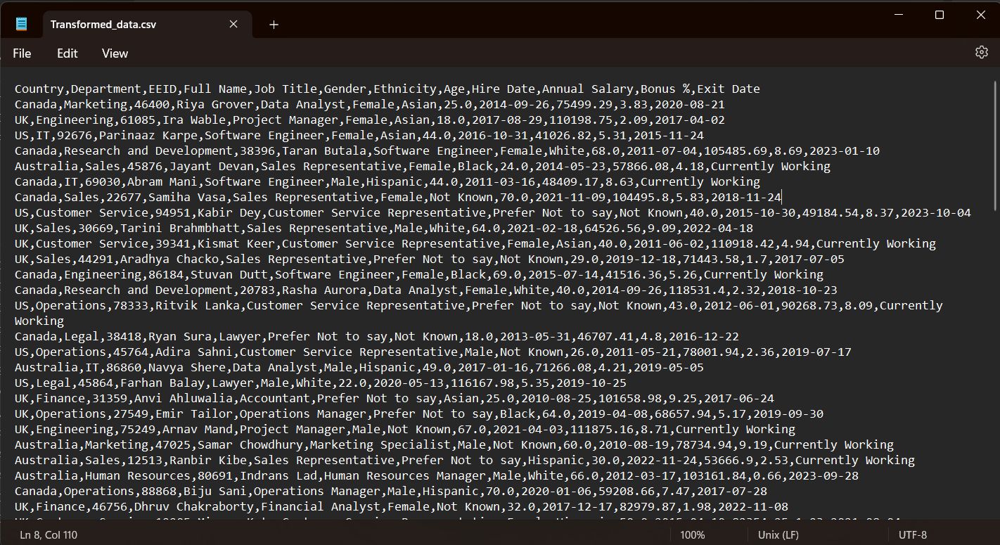 Transformed_data.csv
File Edit View
Country,Department,EEID,Full Name,Job Title,Gender,Ethnicity,Age,Hire Date,Annual Salary,Bonus %,Exit Date
Canada,Marketing,46400,Riya Grover,Data Analyst,Female,Asian,25.0,2014-09-26,75499.29,3.83,2020-08-21
UK,Engineering,61085,Ira Wable,Project Manager,Female,Asian,18.0,2017-08-29,110198.75,2.09,2017-04-02
US,IT,92676,Parinaaz Karpe,Software Engineer,Female,Asian,44.0,2016-10-31,41026.82,5.31,2015-11-24
Canada,Research and Development,38396,Taran Butala,Software Engineer,Female,White,68.0,2011-07-04,105485.69,8.69,2023-01-10
Australia,Sales,45876,Jayant Devan,Sales Representative,Female,Black,24.0,2014-05-23,57866.08,4.18,Currently Working
Canada,IT,69030,Abram Mani,Software Engineer,Male,Hispanic,44.0,2011-03-16,48409.17,8.63,Currently Working
Canada,Sales,22677,Samiha Vasa,Sales Representative,Female,Not Known,70.0,2021-11-09,104495.8,5.83,2018-11-24
US,Customer Service,94951,Kabir Dey,Customer Service Representative,Prefer Not to say,Not Known,40.0,2015-10-30,49184.54,8.37,2023-10-04
UK,Sales,30669,Tarini Brahmbhatt,Sales Representative,Male,White,64.0,2021-02-18,64526.56,9.09,2022-04-18
UK,Customer Service,39341,Kismat Keer,Customer Service Representative,Female,Asian,40.0,2011-06-02,110918.42,4.94,Currently Working
UK,Sales,44291,Aradhya Chacko,Sales Representative,Prefer Not to say,Not Known,29.0,2019-12-18,71443.58,1.7,2017-07-05
Canada,Engineering,86184,Stuvan Dutt,Software Engineer,Female,Black,69.0,2015-07-14,41516.36,5.26,Currently Working
Canada,Research and Development,20783,Rasha Aurora,Data Analyst,Female,White,40.0,2014-09-26,118531.4,2.32,2018-10-23
US,Operations,78333,Ritvik Lanka,Customer Service Representative,Prefer Not to say,Not Known,43.0,2012-06-01,90268.73,8.09,Currently
Working
Canada,Legal,38418,Ryan Sura,Lawyer,Prefer Not to say,Not Known,18.0,2013-05-31,46707.41,4.8,2016-12-22
US,Operations,45764,Adira Sahni,Customer Service Representative,Male,Not Known,26.0,2011-05-21,78001.94,2.36,2019-07-17
Australia,IT,86860,Navya Shere,Data Analyst,Male,Hispanic,49.0,2017-01-16,71266.08,4.21,2019-05-05
US,Legal,45864,Farhan Balay,Lawyer,Male,White,22.0,2020-05-13,116167.98,5.35,2019-10-25
UK,Finance,31359,Anvi Ahluwalia,Accountant,Prefer Not to say,Asian,25.0,2010-08-25,101658.98,9.25,2017-06-24
UK,Operations,27549,Emir Tailor,Operations Manager,Prefer Not to say,Black,64.0,2019-04-08,68657.94,5.17,2019-09-30
UK,Engineering,75249,Arnav Mand,Project Manager,Male,Not Known,67.0,2021-04-03,111875.16,8.71,Currently Working
Australia,Marketing,47025,Samar Chowdhury,Marketing Specialist,Male,Not Known,60.0,2010-08-19,78734.94,9.19,Currently Working
Australia,Sales,12513,Ranbir Kibe,Sales Representative,Prefer Not to say,Hispanic,30.0,2022-11-24,53666.9,2.53,Currently Working
Australia,Human Resources,80691,Indrans Lad,Human Resources Manager,Male,White,66.0,2012-03-17,103161.84,0.66,2023-09-28
Canada,Operations,88868,Biju Sani,Operations Manager,Male,Hispanic,70.0,2020-01-06,59208.66,7.47,2017-07-28
UK,Finance,46756,Dhruv Chakraborty,Financial Analyst,Female,Not Known,32.0,2017-12-17,82979.87,1.98,2022-11-08
Ln 8, Col 110 100% Unix (LF) UTF-8